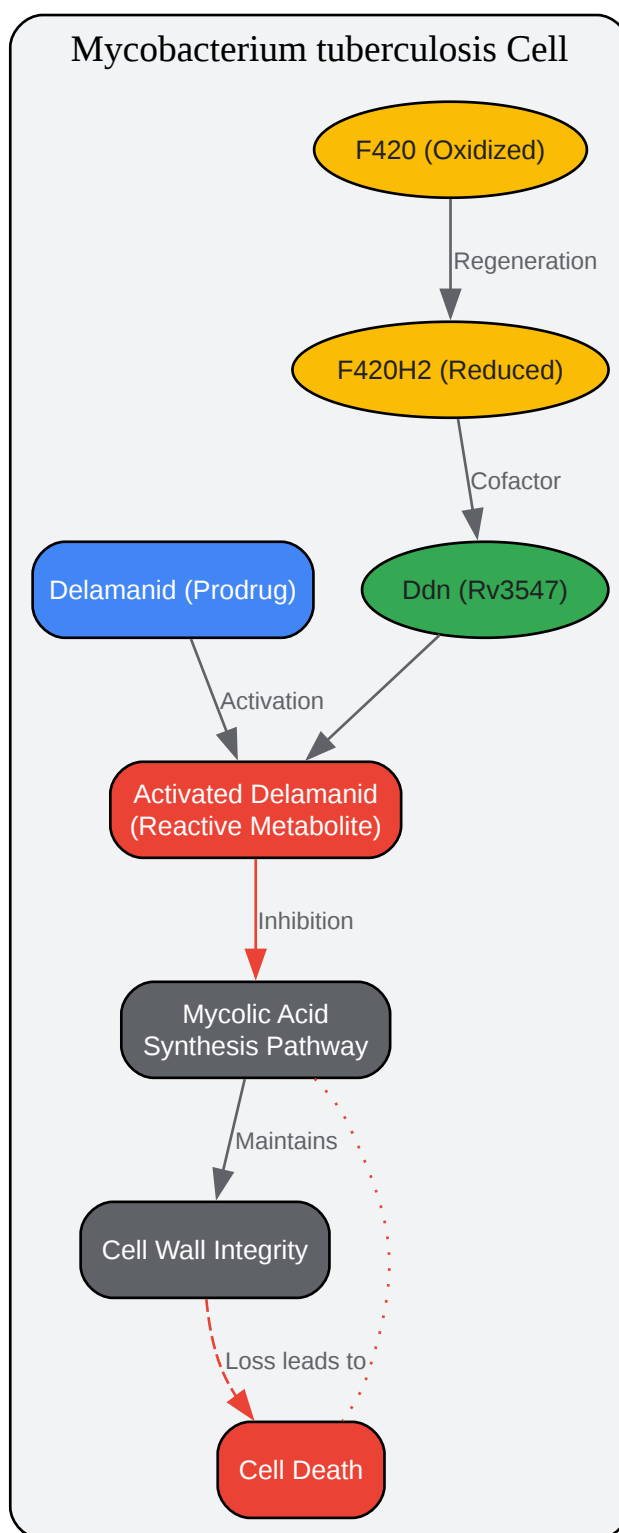 Mycobacterium tuberculosis Cell
F420 (Oxidized)
Regeneration
F420H2 (Reduced)
Cofactor
Delamanid (Prodrug)
Ddn (Rv3547)
Activation
Activated Delamanid
(Reactive Metabolite)
Inhibition
Mycolic Acid
Synthesis Pathway
Maintains
Cell Wall Integrity
Loss leads to
Cell Death